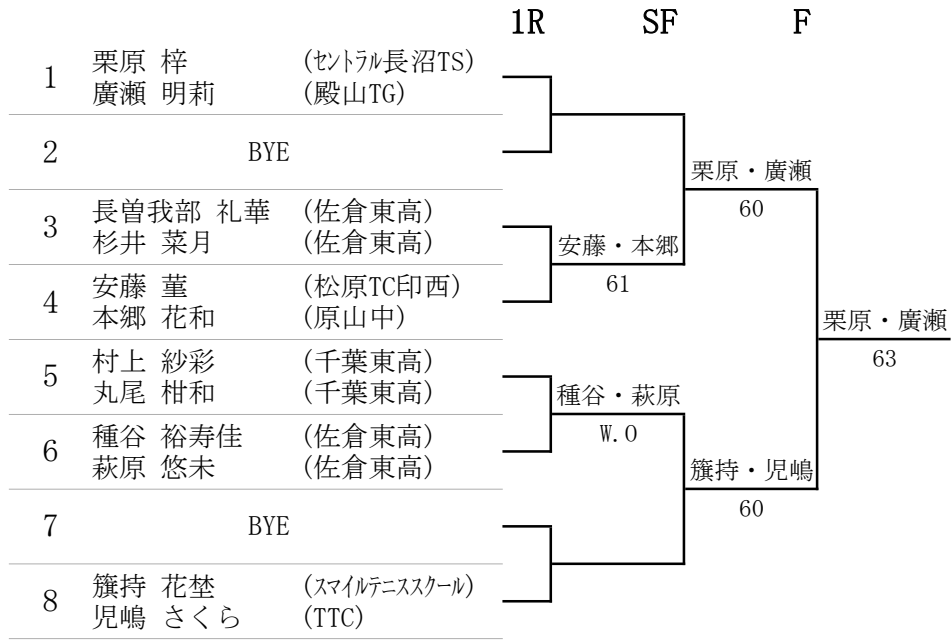 1R SF F
1 栗原 梓 (セントラル長沼TS)
廣瀬 明莉 (殿山TG)
2 BYE
栗原・廣瀬
60
3 長曽我部 礼華 (佐倉東高)
杉井 菜月 (佐倉東高)
安藤・本郷
61
4 安藤 菫 (松原TC印西)
本郷 花和 (原山中)
栗原・廣瀬
63
5 村上 紗彩 (千葉東高)
丸尾 柑和 (千葉東高)
種谷・萩原
W.O
6 種谷 裕寿佳 (佐倉東高)
萩原 悠未 (佐倉東高)
籏持・児嶋
60
7 BYE
8 籏持 花埜 (スマイルテニススクール)
児嶋 さくら (TTC)